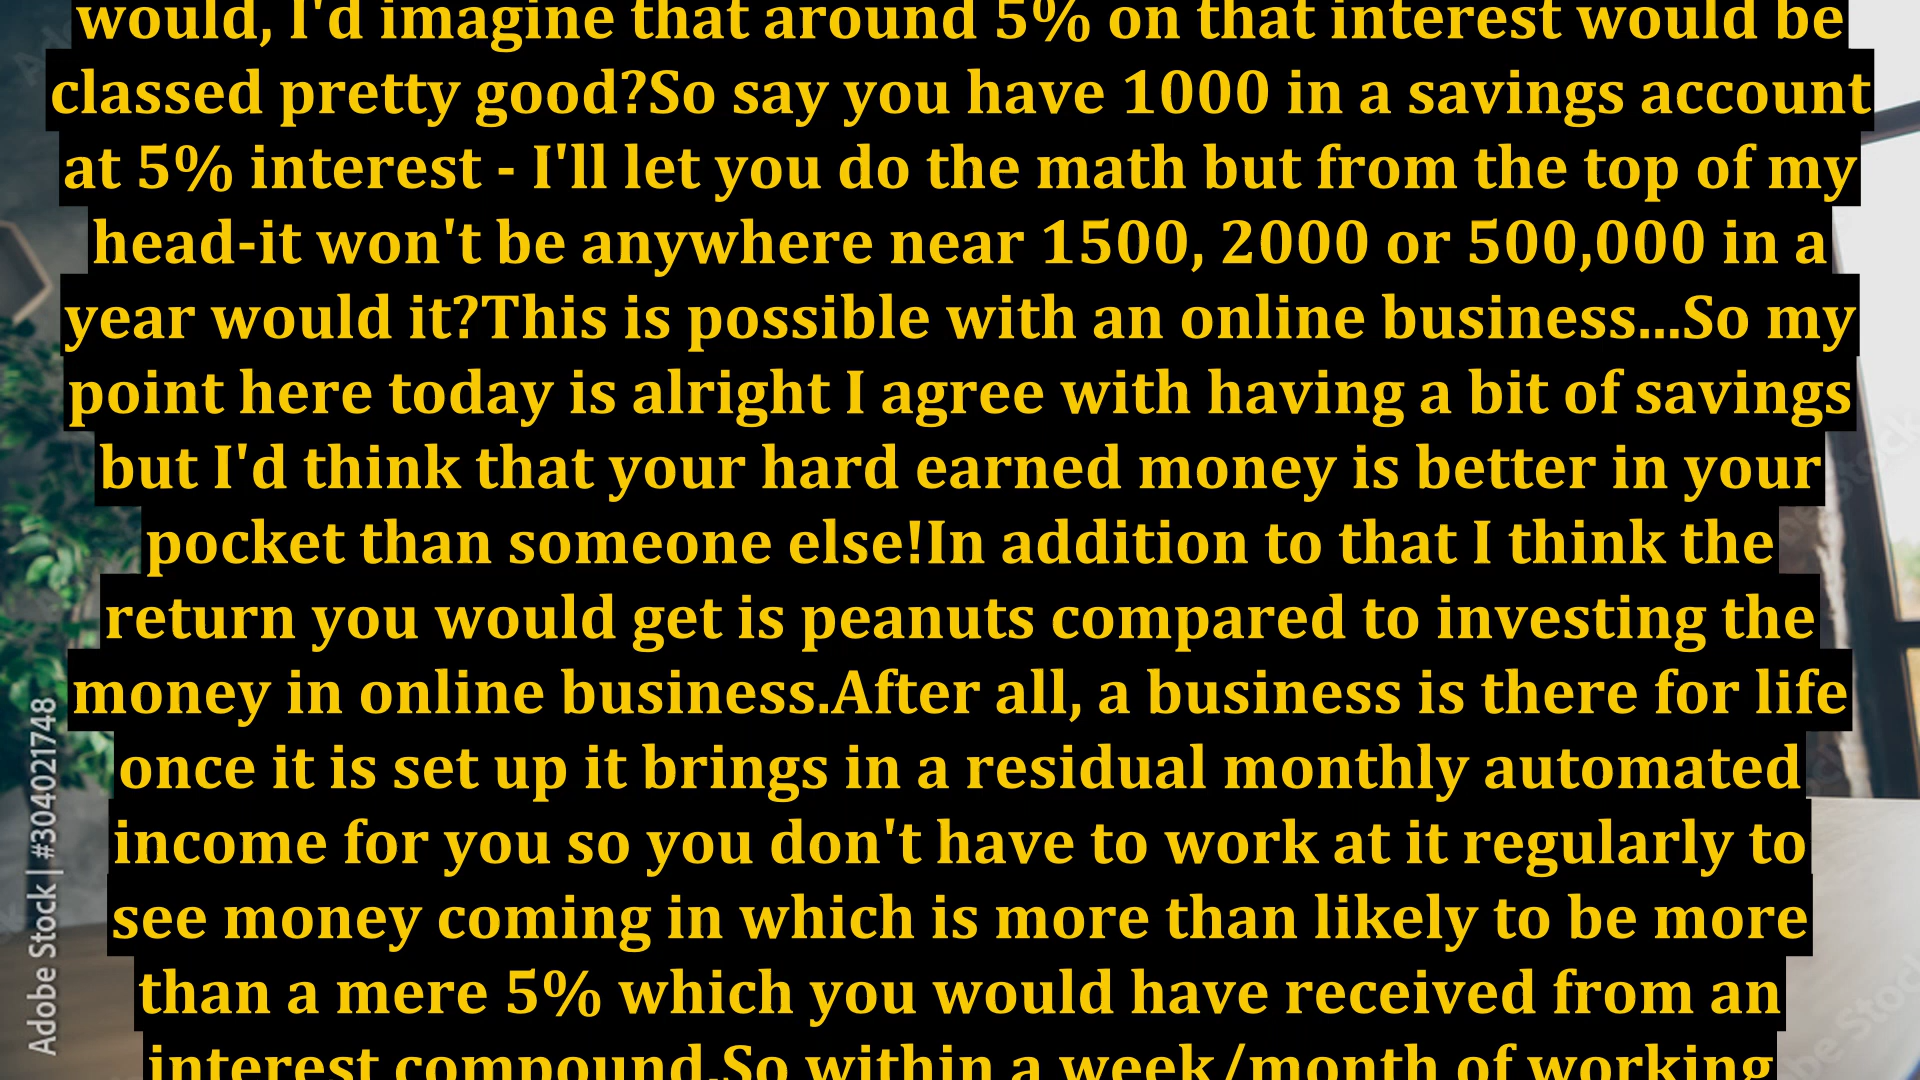 would, I'd imagine that around 5% on that interest would be
classed pretty good?So say you have 1000 in a savings account
at 5% interest - I'll let you do the math but from the top of my
head-it won't be anywhere near 1500, 2000 or 500,000 in a
year would it?This is possible with an online business...So my
point here today is alright I agree with having a bit of savings
but I'd think that your hard earned money is better in your
pocket than someone else!In addition to that I think the
return you would get is peanuts compared to investing the
money in online business.After all, a business is there for life
once it is set up it brings in a residual monthly automated
income for you so you don't have to work at it regularly to
see money coming in which is more than likely to be more
than a mere 5% which you would have received from an
interest compound.So within a week/month of working
Adobe Stock | #304021748